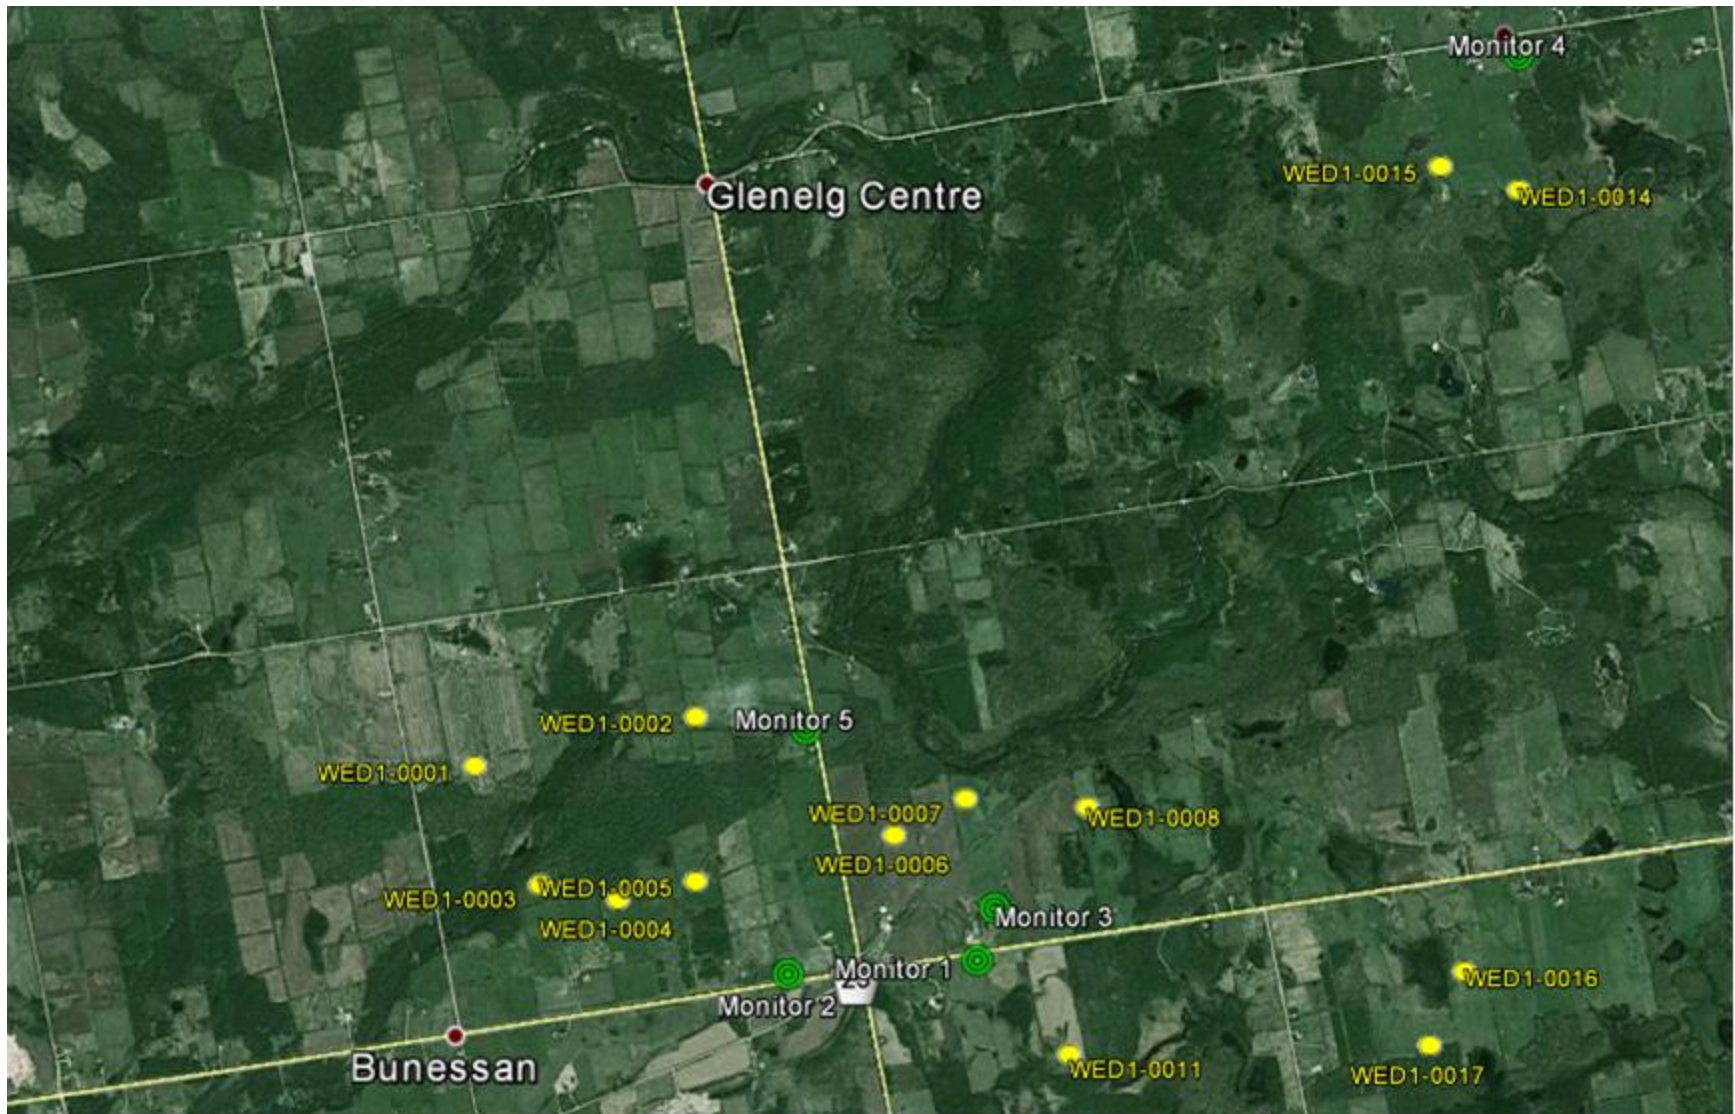 Monitor 4
WED1-0015
WED1-0014
Glenelg Centre
WED1-0002
Monitor 5
WED1-0001
WED1-0007
WED1-0008
WED1-0006
WED1-0003
WED1-0005
WED1-0004
Monitor 3
Monitor 1
Monitor 2
WED1-0016
Bunessan
WED1-0011
WED1-0017